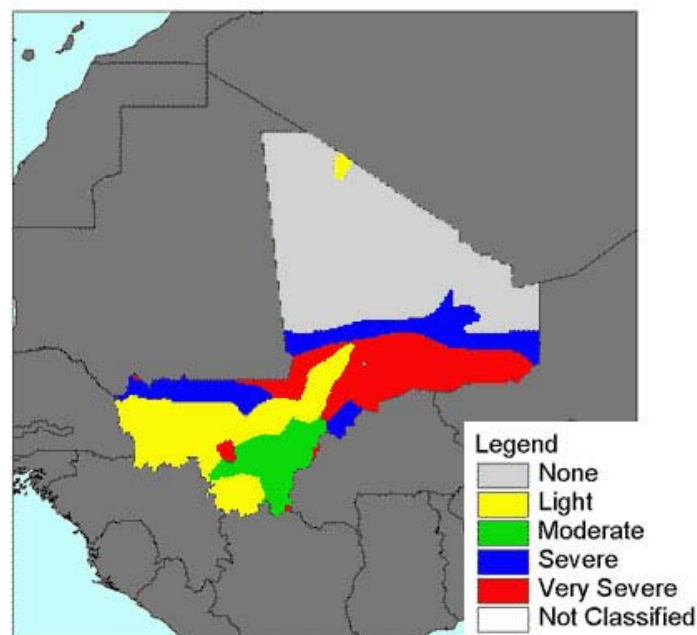 Legend
None
Light
Moderate
Severe
Very Severe
Not Classified